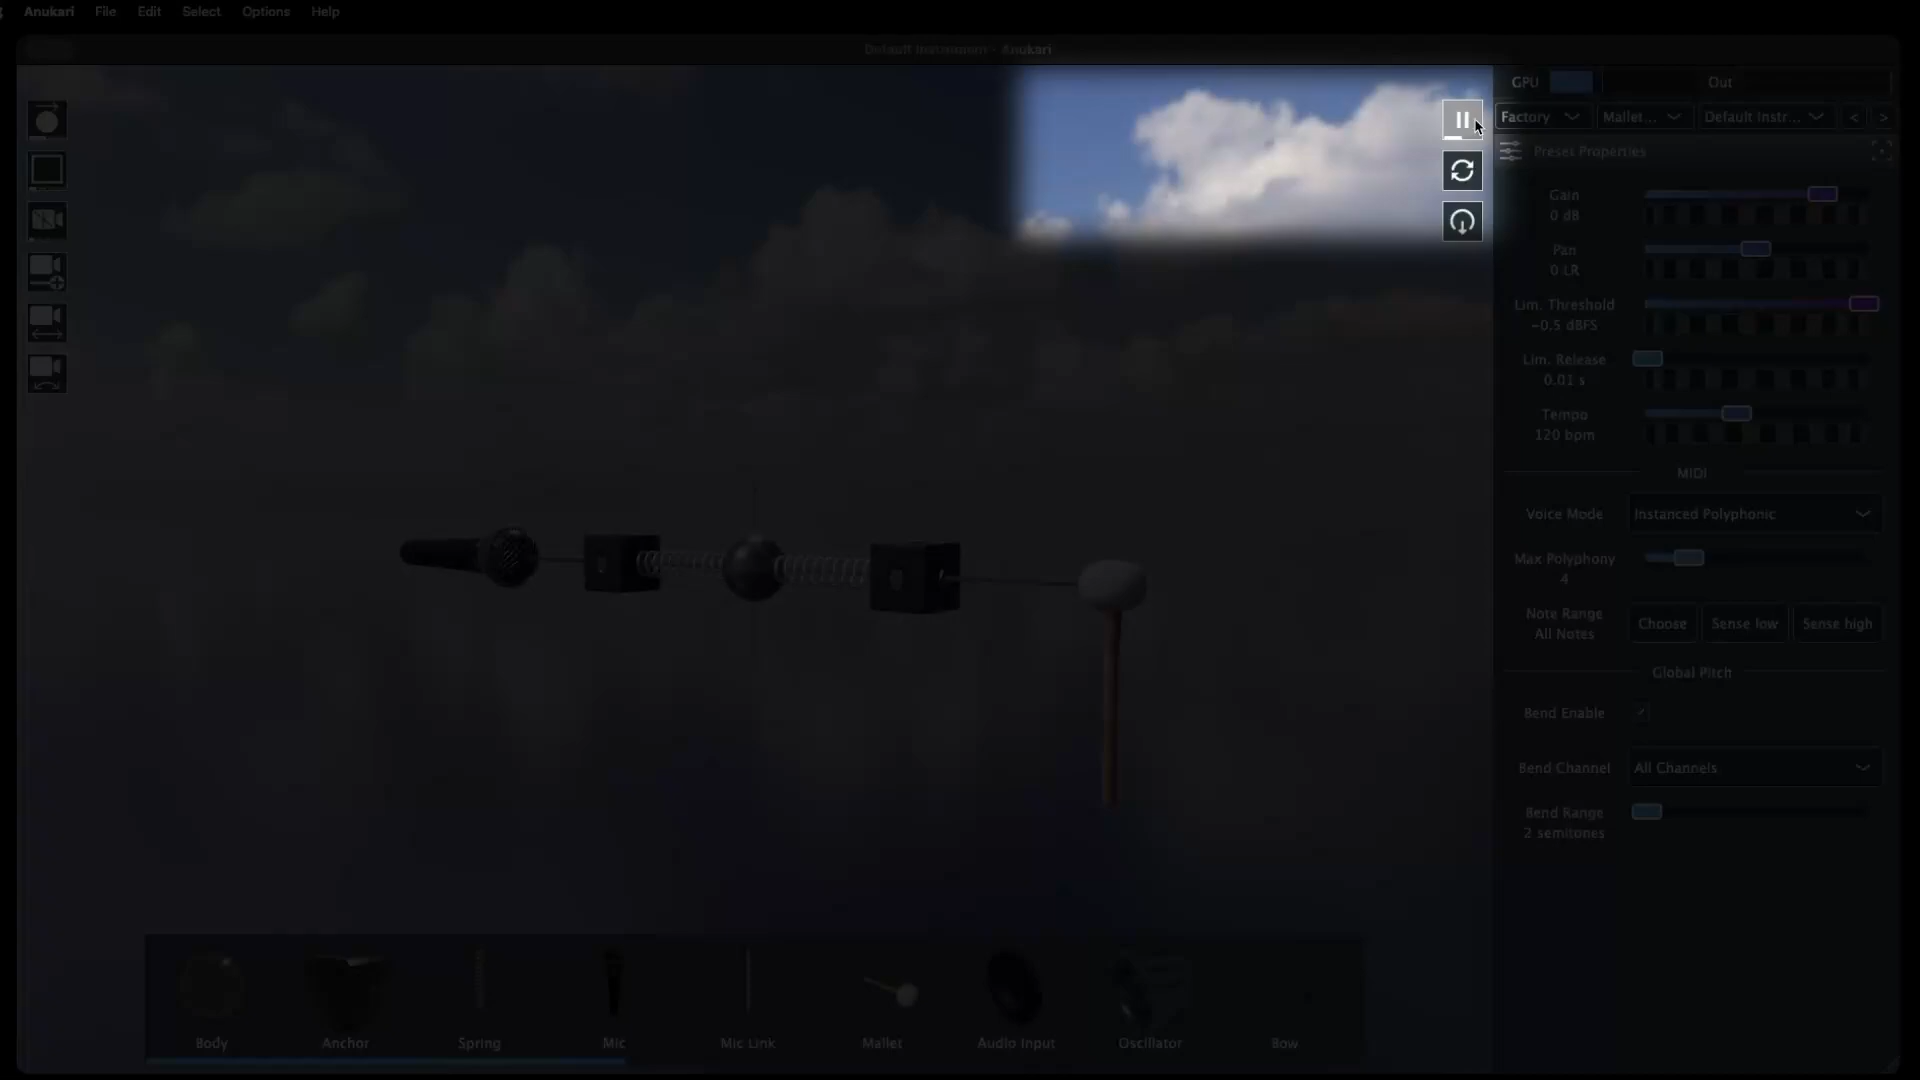 Anukari File Edit Select Options Help
Default Instrument - Anukari
GPU Out
Factory Mallet... Default Instr... < >
Preset Properties
Gain
0 dB
Pan
0 LR
Lim. Threshold
-0.5 dBFS
Lim. Release
0.01 s
Tempo
120 bpm
MIDI
Voice Mode Instanced Polyphonic
Max Polyphony
4
Note Range
All Notes
Choose Sense low Sense high
Global Pitch
Bend Enable
Bend Channel All Channels
Bend Range
2 semitones
Body Anchor Spring Mic Mic Link Mallet Audio Input Oscillator Bow